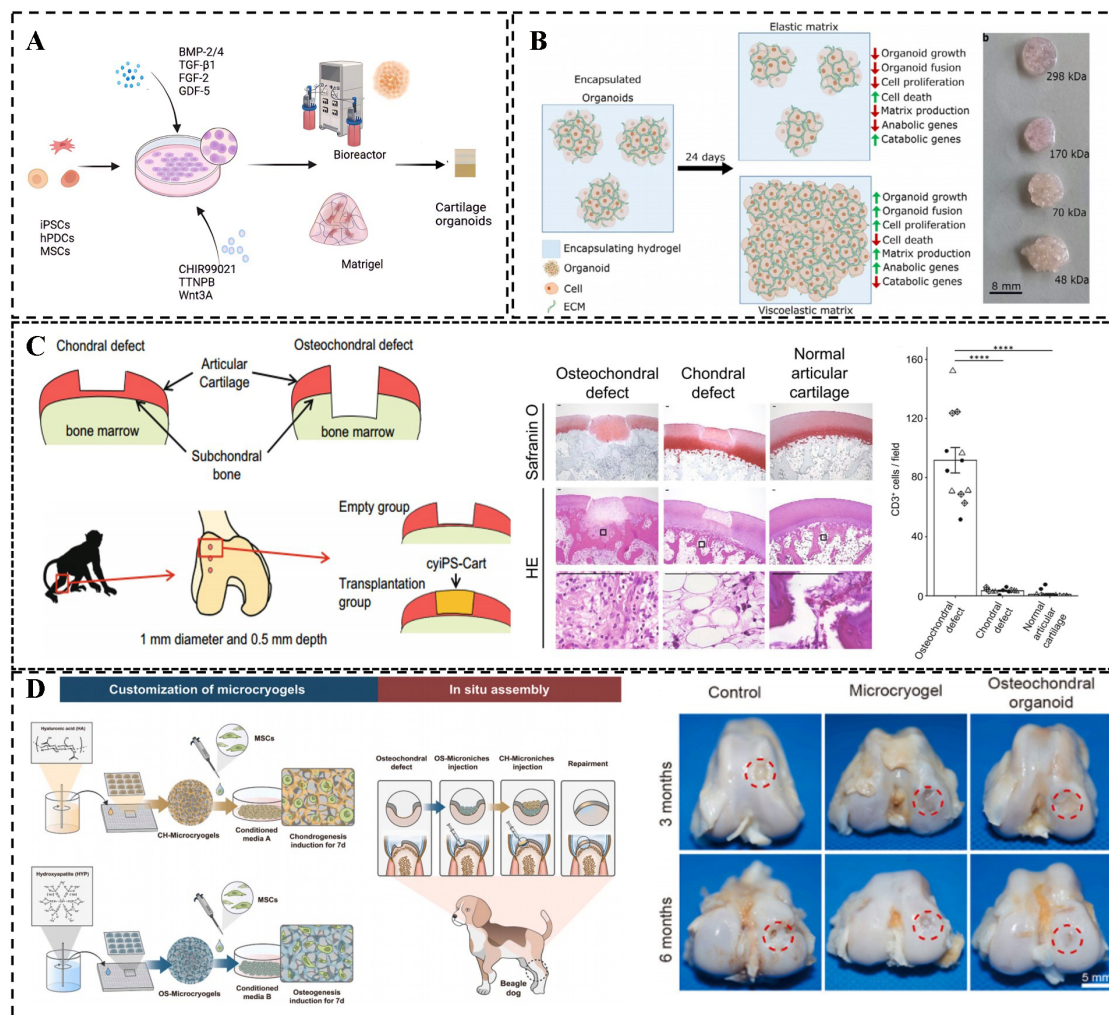 A
BMP-2/4
TGF-β1
FGF-2
GDF-5
iPSCs
hPDCs
MSCs
CHIR99021
TTNPB
Wnt3A
Bioreactor
Matrigel
Cartilage
organoids
B
Encapsulated
Organoids
24 days
Encapsulating hydrogel
Organoid
Cell
ECM
Elastic matrix
Organoid growth
Organoid fusion
Cell proliferation
Cell death
Matrix production
Anabolic genes
Catabolic genes
Organoid growth
Organoid fusion
Cell proliferation
Cell death
Matrix production
Anabolic genes
Catabolic genes
Viscoelastic matrix
b
298 kDa
170 kDa
70 kDa
48 kDa
8 mm
C
Chondral defect
Osteochondral defect
Articular
Cartilage
bone marrow
bone marrow
Subchondral
bone
Empty group
cyiPS-Cart
Transplantation
group
1 mm diameter and 0.5 mm depth
Osteochondral
defect
Chondral
defect
Normal
articular
cartilage
Safranin O
HE
CD3⁺ cells / field
160
120
80
40
0
****
****
Osteochondral
defect
Chondral
defect
Normal
articular
cartilage
D
Customization of microcryogels
In situ assembly
Hyaluronic acid (HA)
MSCs
CH-Microcryogels
Conditioned
media A
Chondrogenesis
induction for 7d
Hydroxyapatite (HYP)
MSCs
OS-Microcryogels
Conditioned
media B
Osteogenesis
induction for 7d
Osteochondral
defect
OS-Microniches
injection
CH-Microniches
injection
Repairment
Beagle
dog
Control
Microcryogel
Osteochondral
organoid
3 months
6 months
5 mm